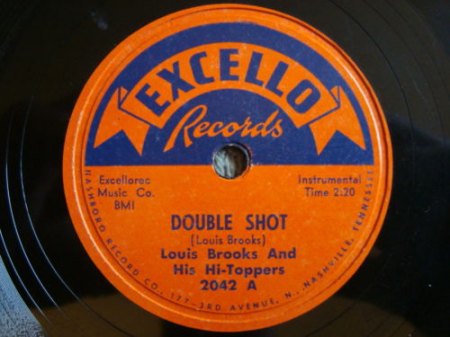 EXCELLO
Records
Excellorec
Music Co.
BMI
Instrumental
Time 2:20
DOUBLE SHOT
(Louis Brooks)
Louis Brooks And
His Hi-Toppers
2042 A
NASHBORO RECORD CO., 177-3RD AVENUE, N., NASHVILLE, TENNESSEE